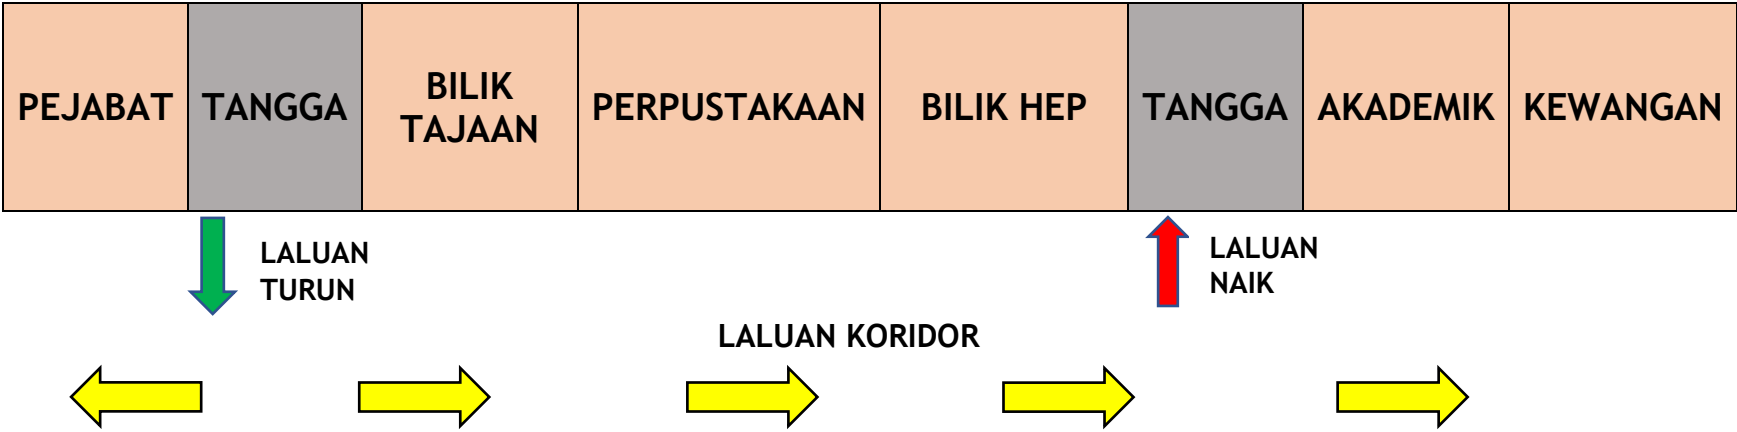 PEJABAT
TANGGA
BILIK
TAJAAN
PERPUSTAKAAN
BILIK HEP
TANGGA
AKADEMIK
KEWANGAN
LALUAN
TURUN
LALUAN
NAIK
LALUAN KORIDOR